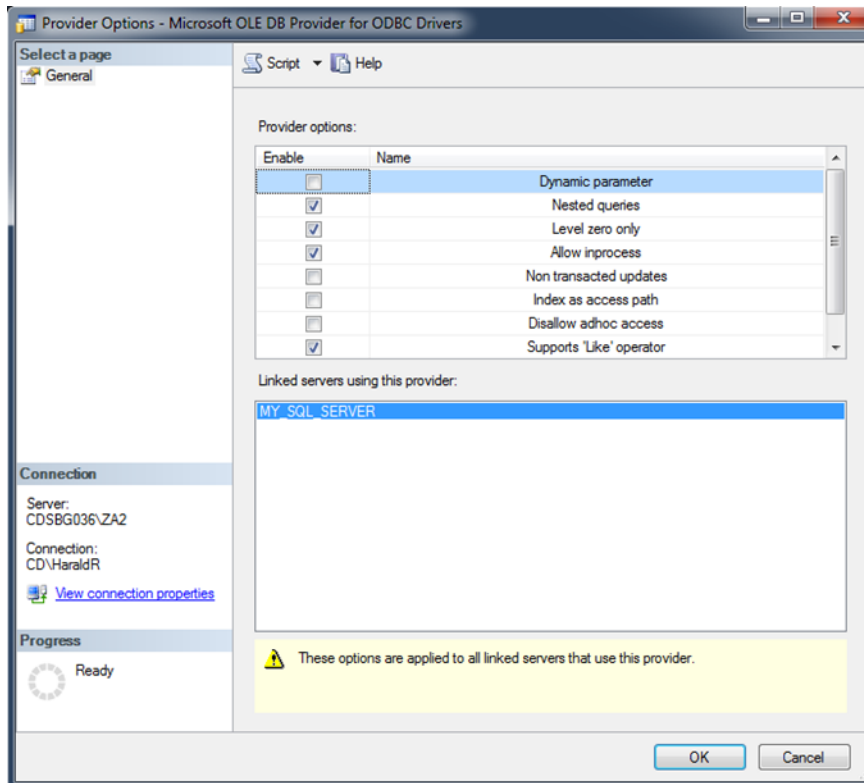 Provider Options - Microsoft OLE DB Provider for ODBC Drivers
Select a page
General
Script
Help
Provider options:
Enable Name
Dynamic parameter
Nested queries
Level zero only
Allow inprocess
Non transacted updates
Index as access path
Disallow adhoc access
Supports 'Like' operator
Linked servers using this provider:
MY_SQL_SERVER
Connection
Server:
CDSBG036\ZA2
Connection:
CD\HaraldR
View connection properties
Progress
Ready
These options are applied to all linked servers that use this provider.
OK
Cancel